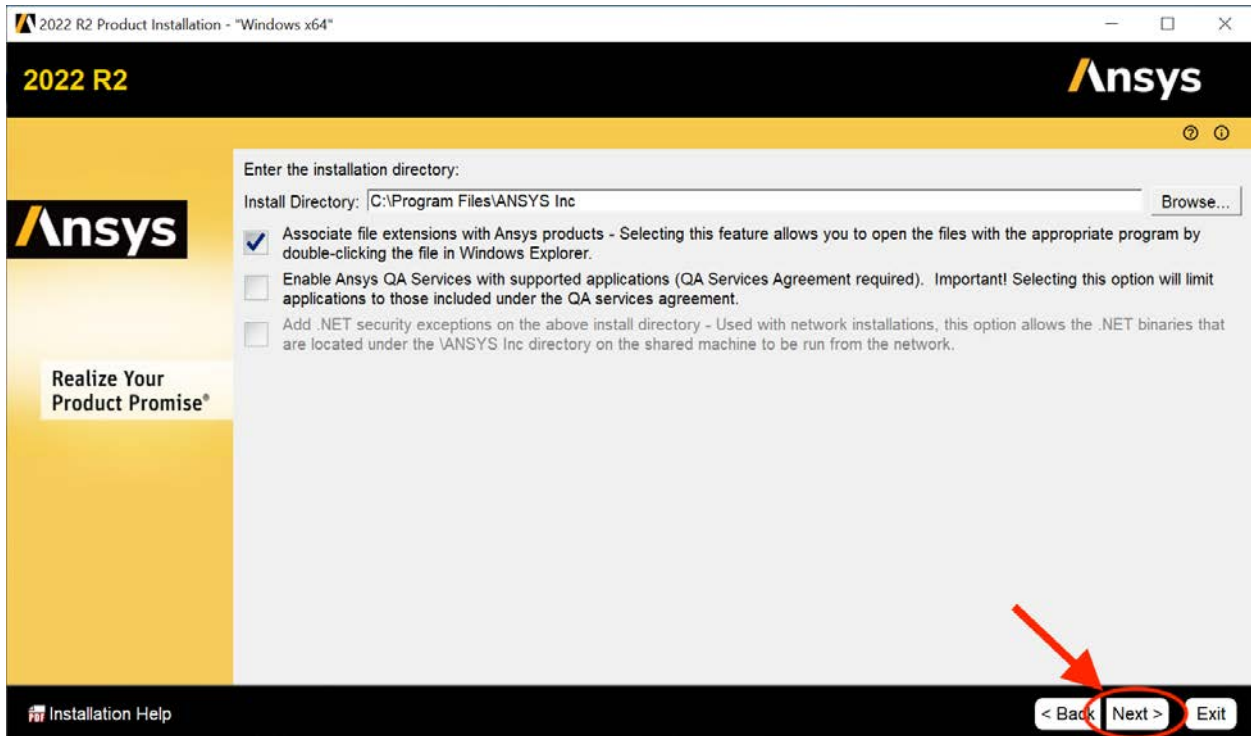 2022 R2 Product Installation - "Windows x64"
2022 R2
Ansys
Enter the installation directory:
Install Directory: C:\Program Files\ANSYS Inc Browse...
Ansys
Associate file extensions with Ansys products - Selecting this feature allows you to open the files with the appropriate program by
double-clicking the file in Windows Explorer.
Enable Ansys QA Services with supported applications (QA Services Agreement required).  Important! Selecting this option will limit
applications to those included under the QA services agreement.
Add .NET security exceptions on the above install directory - Used with network installations, this option allows the .NET binaries that
are located under the \ANSYS Inc directory on the shared machine to be run from the network.
Realize Your
Product Promise®
PDF Installation Help
< Back Next > Exit